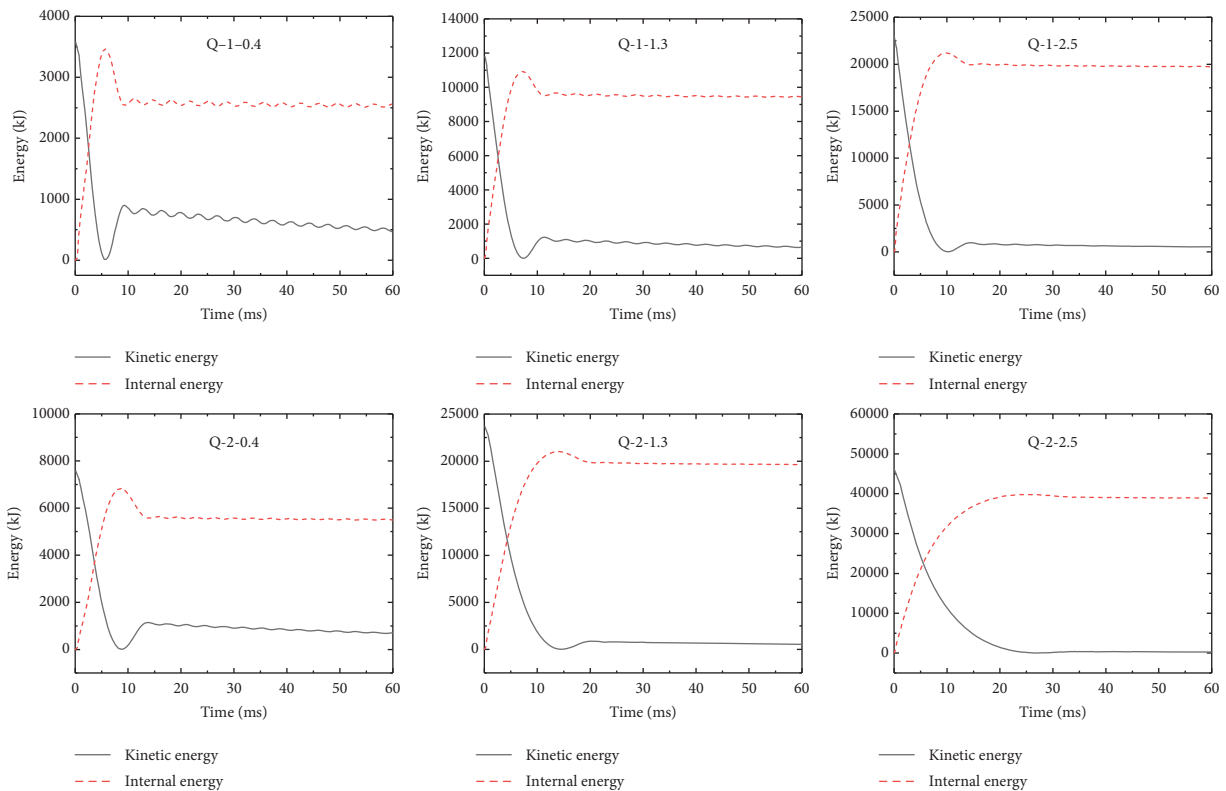 4000
3000
2000
1000
0
Energy (kJ)
Q–1–0.4
0 10 20 30 40 50 60
Time (ms)
Kinetic energy
Internal energy
14000
12000
10000
8000
6000
4000
2000
0
Energy (kJ)
Q-1-1.3
0 10 20 30 40 50 60
Time (ms)
Kinetic energy
Internal energy
25000
20000
15000
10000
5000
0
Energy (kJ)
Q-1-2.5
0 10 20 30 40 50 60
Time (ms)
Kinetic energy
Internal energy
10000
8000
6000
4000
2000
0
Energy (kJ)
Q-2-0.4
0 10 20 30 40 50 60
Time (ms)
Kinetic energy
Internal energy
25000
20000
15000
10000
5000
0
Energy (kJ)
Q-2-1.3
0 10 20 30 40 50 60
Time (ms)
Kinetic energy
Internal energy
60000
50000
40000
30000
20000
10000
0
Energy (kJ)
Q-2-2.5
0 10 20 30 40 50 60
Time (ms)
Kinetic energy
Internal energy